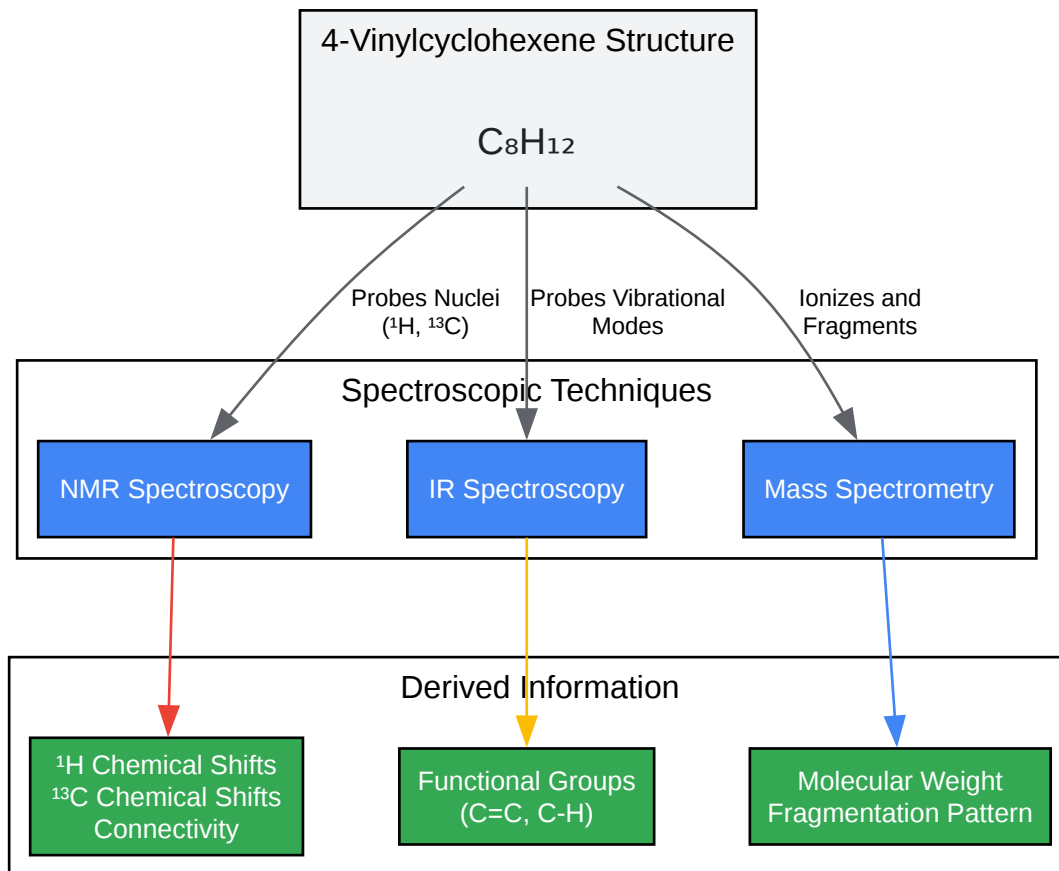 4-Vinylcyclohexene Structure
C₈H₁₂
Probes Nuclei
(¹H, ¹³C)
Probes Vibrational
Modes
Ionizes and
Fragments
Spectroscopic Techniques
NMR Spectroscopy
IR Spectroscopy
Mass Spectrometry
Derived Information
¹H Chemical Shifts
¹³C Chemical Shifts
Connectivity
Functional Groups
(C=C, C-H)
Molecular Weight
Fragmentation Pattern